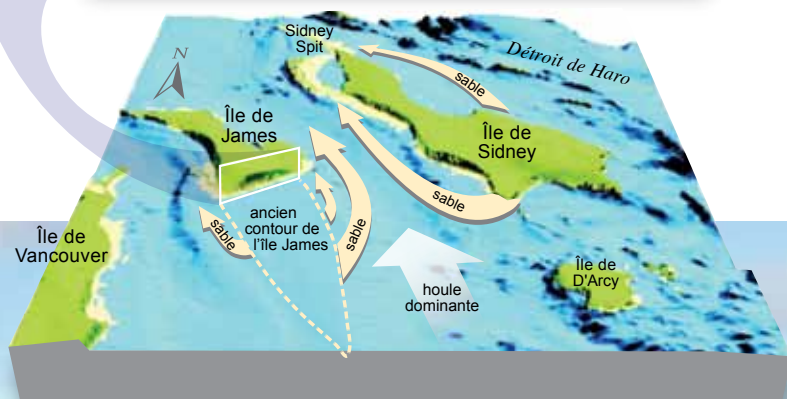 Sidney
Spit
Détroit de Haro
N
sable
Île de
James
Île de
Sidney
sable
ancien
contour de
l'île James
sable
sable
Île de
Vancouver
houle
dominante
Île de
D'Arcy